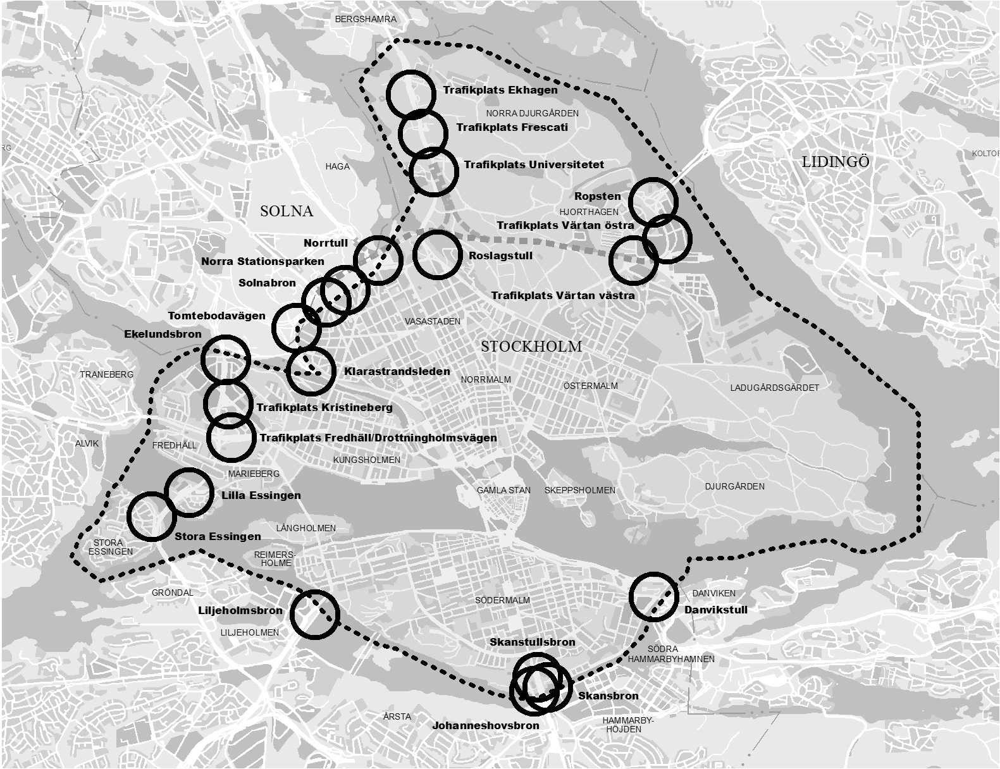 BERGSHAMRA
Trafikplats Ekhagen
NORRA DJURGÅRDEN
Trafikplats Frescati
RG
KOLTOR
LIDINGÖ
HAGA
Trafikplats Universitetet
Ropsten
SOLNA
HJORTHAGEN
Trafikplats Värtan östra
Norrtull
Roslagstull
Norra Stationsparken
Solnabron
Trafikplats Värtan västra
Tomtebodavägen
VASASTADEN
Ekelundsbron
STOCKHOLM
TRANEBERG
Klarastrandsleden
NORRMALM
ÖSTERMALM
LADUGÅRDSGÄRDET
Trafikplats Kristineberg
ALVIK
FREDHÄLL
Trafikplats Fredhäll/Drottningholmsvägen
KUNGSHOLMEN
MARIEBERG
Lilla Essingen
GAMLA STAN
SKEPPSHOLMEN
DJURGÅRDEN
LÅNGHOLMEN
Stora Essingen
STORA
ESSINGEN
REIMERS-
HOLME
GRÖNDAL
SÖDERMALM
DANVIKEN
Liljeholmsbron
Danvikstull
LILJEHOLMEN
Skanstullsbron
SÖDRA
HAMMARBYHAMNEN
Skansbron
ÅRSTA
Johanneshovsbron
HAMMARBY-
HÖJDEN